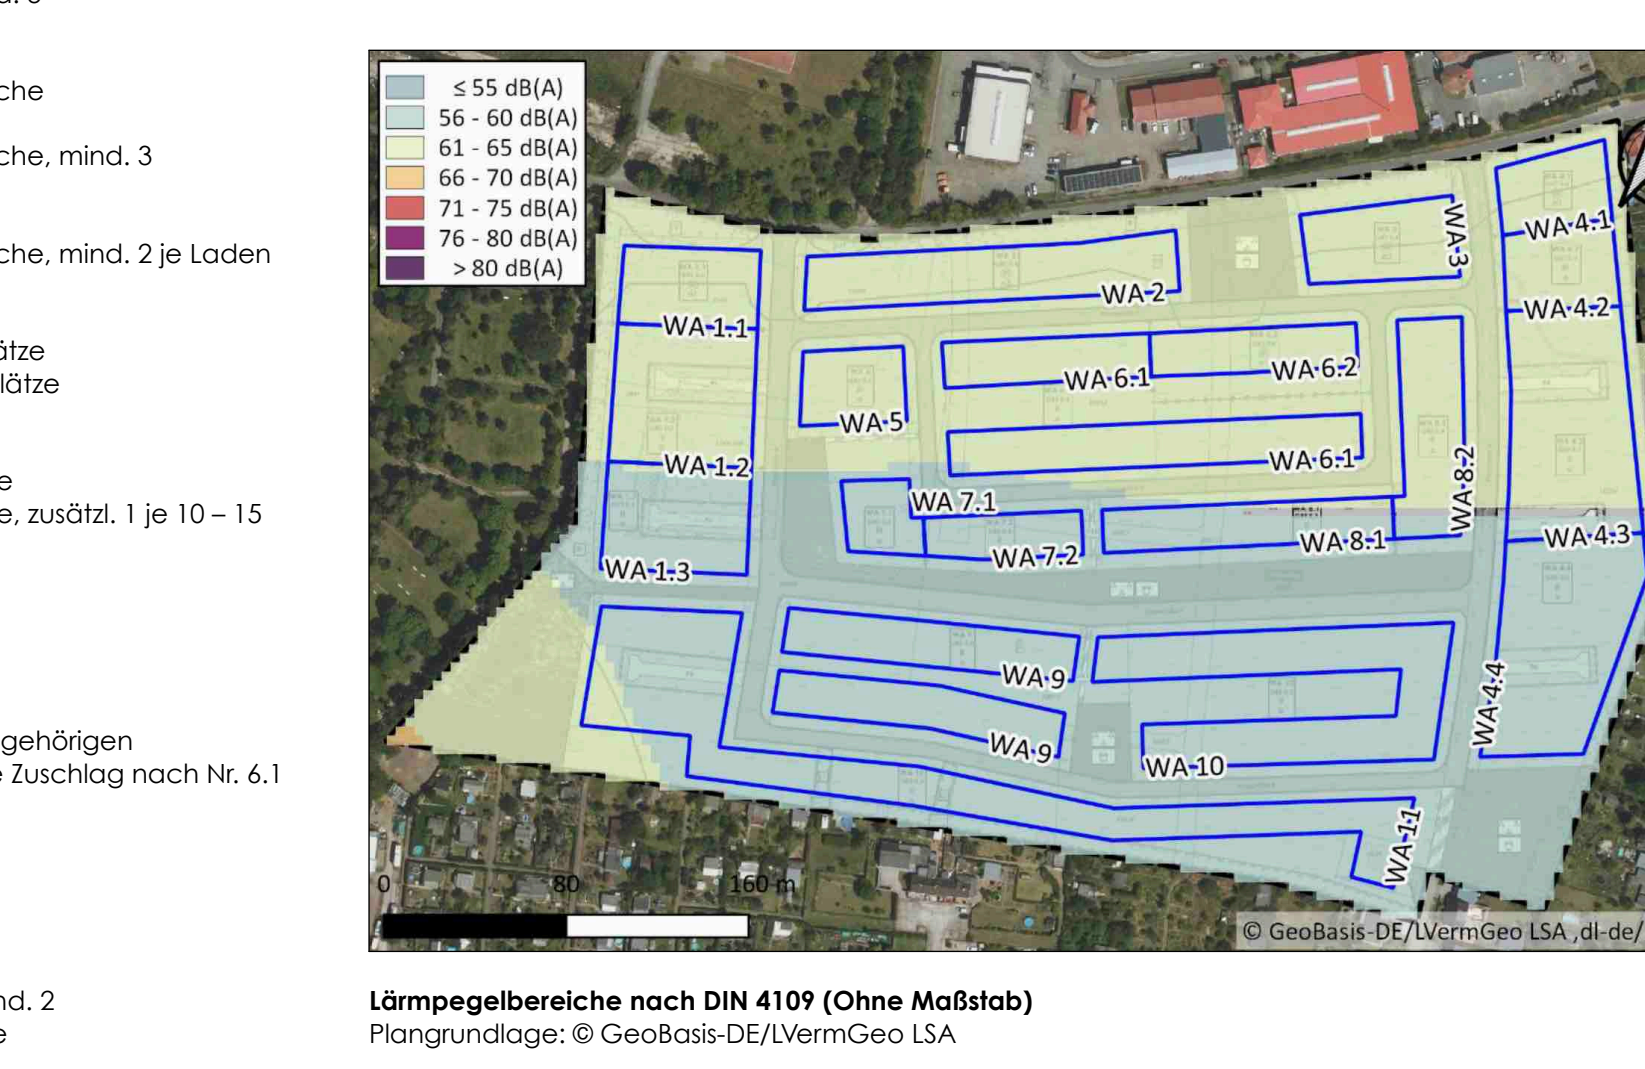 che
che, mind. 3
che, mind. 2 je Laden
ätze
lätze
e
e, zusätzl. 1 je 10 – 15
gehörigen
e Zuschlag nach Nr. 6.1
nd. 2
e
≤ 55 dB(A)
56 - 60 dB(A)
61 - 65 dB(A)
66 - 70 dB(A)
71 - 75 dB(A)
76 - 80 dB(A)
> 80 dB(A)
WA 1.1
WA 2
WA 3
WA 4.1
WA 4.2
WA 5
WA 6.1
WA 6.2
WA 6.1
WA 1.2
WA 7.1
WA 7.2
WA 8.1
WA 8.2
WA 4.3
WA 1.3
WA 9
WA 9
WA 10
WA 4.4
WA 11
0 80 160 m
© GeoBasis-DE/LVermGeo LSA ,dl-de/
Lärmpegelbereiche nach DIN 4109 (Ohne Maßstab)
Plangrundlage: © GeoBasis-DE/LVermGeo LSA